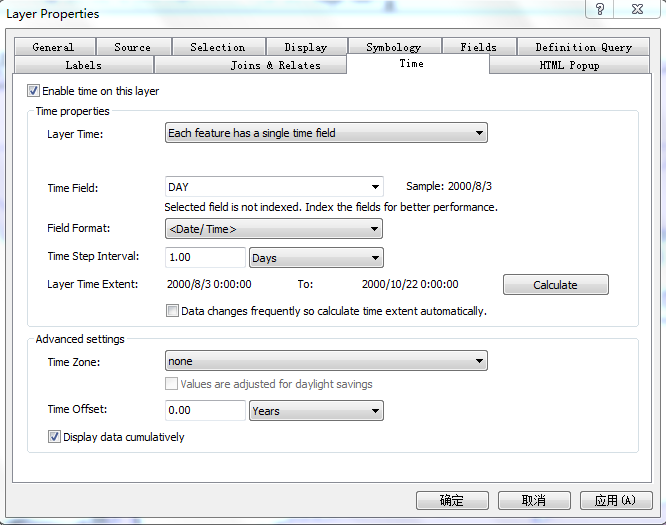 Layer Properties
General Source Selection Display Symbology Fields Definition Query
Labels Joins & Relates Time HTML Popup
Enable time on this layer
Time properties
Layer Time: Each feature has a single time field
Time Field: DAY Sample: 2000/8/3
Selected field is not indexed. Index the fields for better performance.
Field Format: <Date/Time>
Time Step Interval: 1.00 Days
Layer Time Extent: 2000/8/3 0:00:00 To: 2000/10/22 0:00:00 Calculate
Data changes frequently so calculate time extent automatically.
Advanced settings
Time Zone: none
Values are adjusted for daylight savings
Time Offset: 0.00 Years
Display data cumulatively
确定 取消 应用(A)